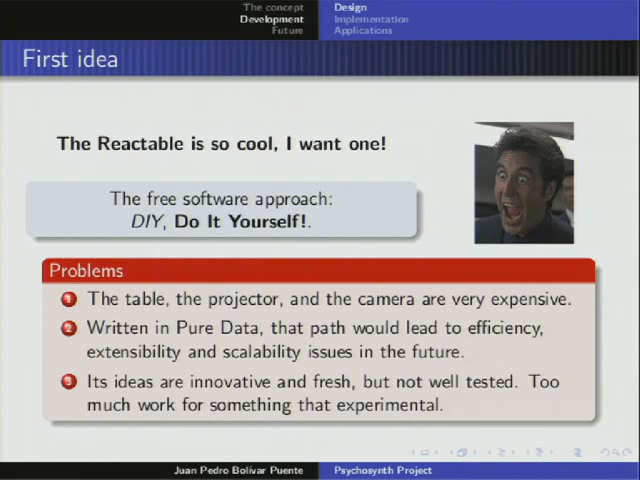 The concept
Development
Future
Design
Implementation
Applications
First idea
The Reactable is so cool, I want one!
The free software approach:
DIY, Do It Yourself!.
Problems
1 The table, the projector, and the camera are very expensive.
2 Written in Pure Data, that path would lead to efficiency,
extensibility and scalability issues in the future.
3 Its ideas are innovative and fresh, but not well tested. Too
much work for something that experimental.
Juan Pedro Bolívar Puente
Psychosynth Project